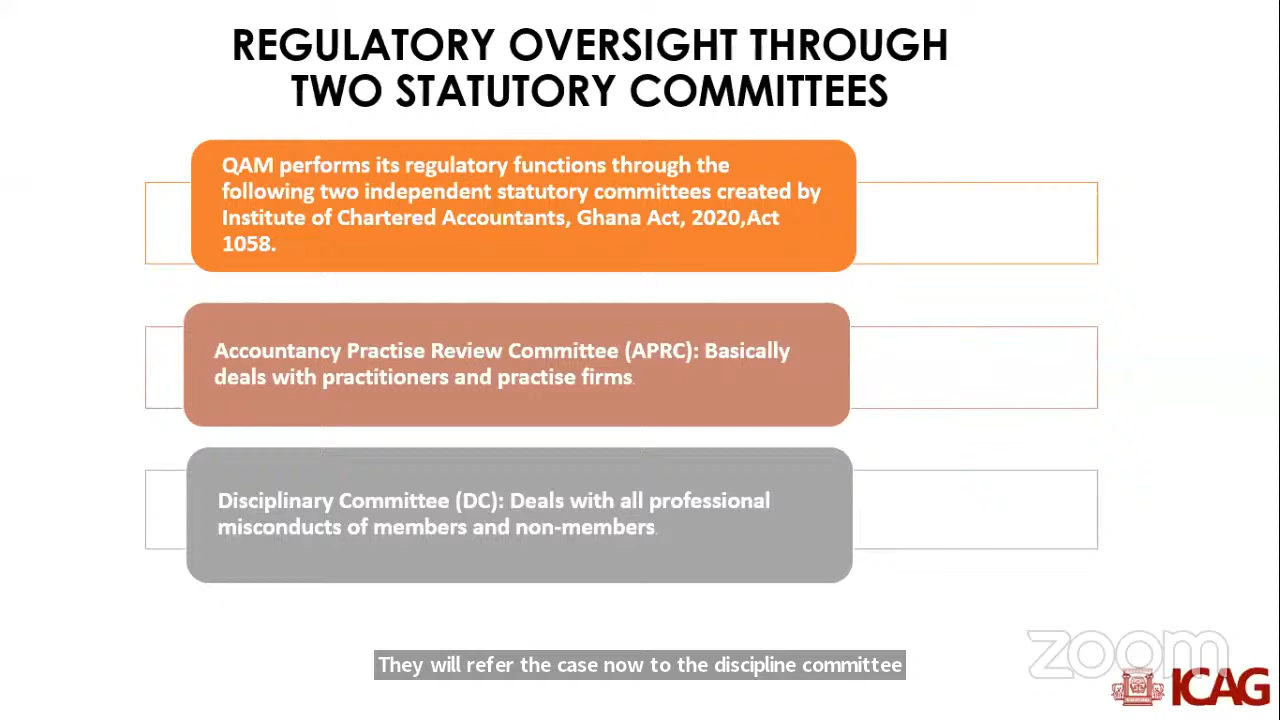 REGULATORY OVERSIGHT THROUGH
TWO STATUTORY COMMITTEES
QAM performs its regulatory functions through the
following two independent statutory committees created by
Institute of Chartered Accountants, Ghana Act, 2020,Act
1058.
Accountancy Practise Review Committee (APRC): Basically
deals with practitioners and practise firms.
Disciplinary Committee (DC): Deals with all professional
misconducts of members and non-members.
They will refer the case now to the discipline committee
zoom
ICAG